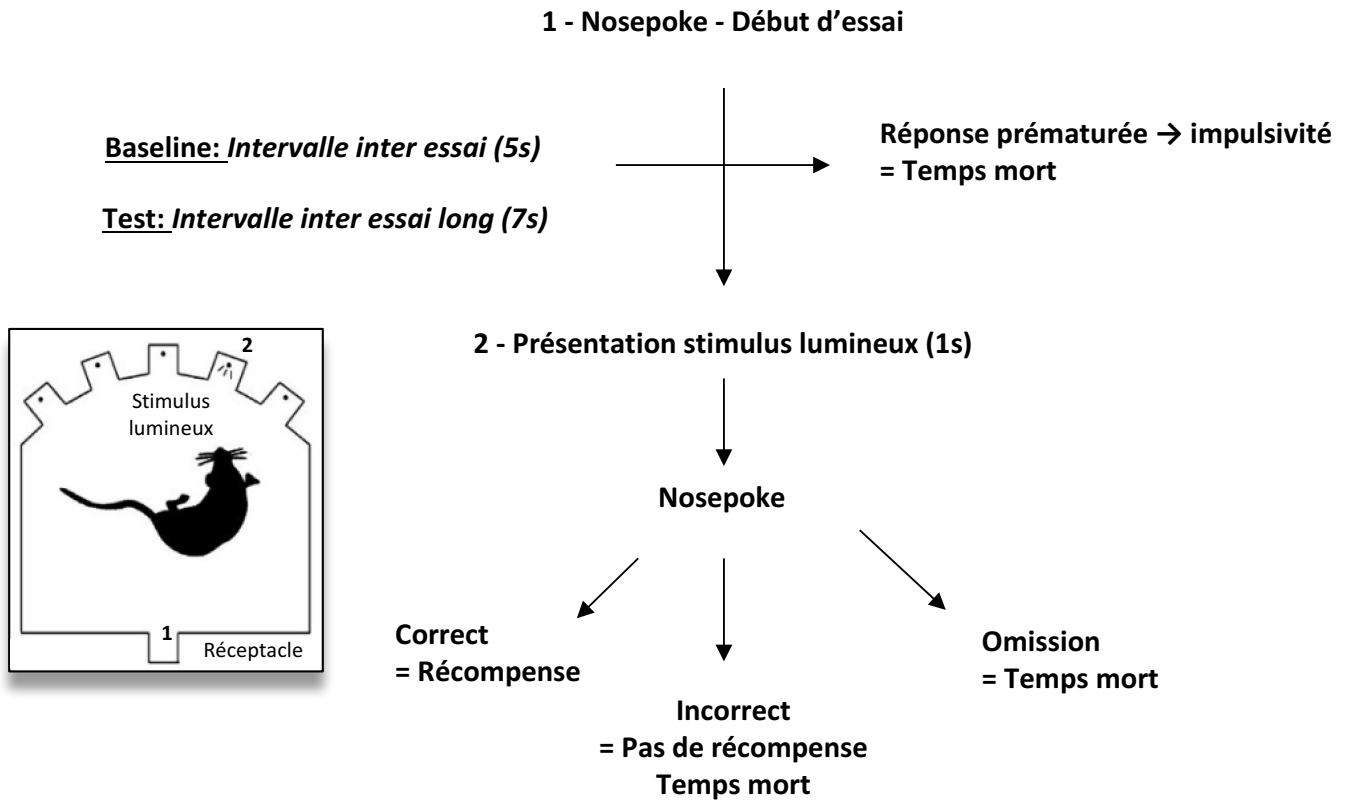 1 - Nosepoke - Début d’essai
Baseline: Intervalle inter essai (5s)
Test: Intervalle inter essai long (7s)
Réponse prématurée → impulsivité
= Temps mort
2 - Présentation stimulus lumineux (1s)
2
Stimulus
lumineux
1
Réceptacle
Nosepoke
Correct
= Récompense
Incorrect
= Pas de récompense
Temps mort
Omission
= Temps mort